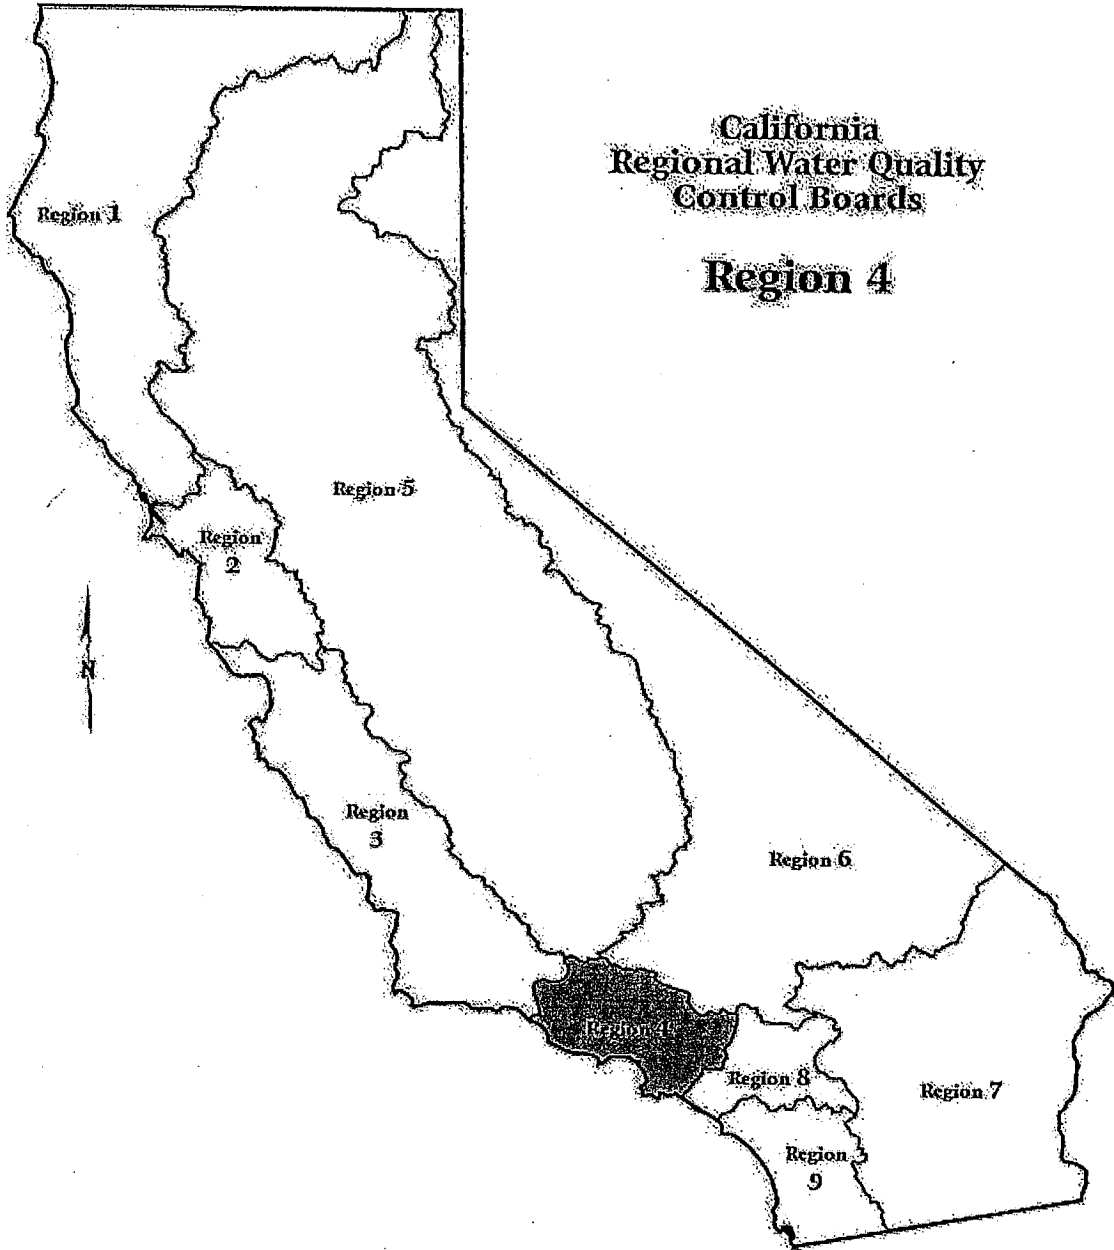 California
Regional Water Quality
Control Boards
Region 4
Region 1
Region 5
Region
2
N
Region
3
Region 6
Region 4
Region 8
Region 7
Region
9